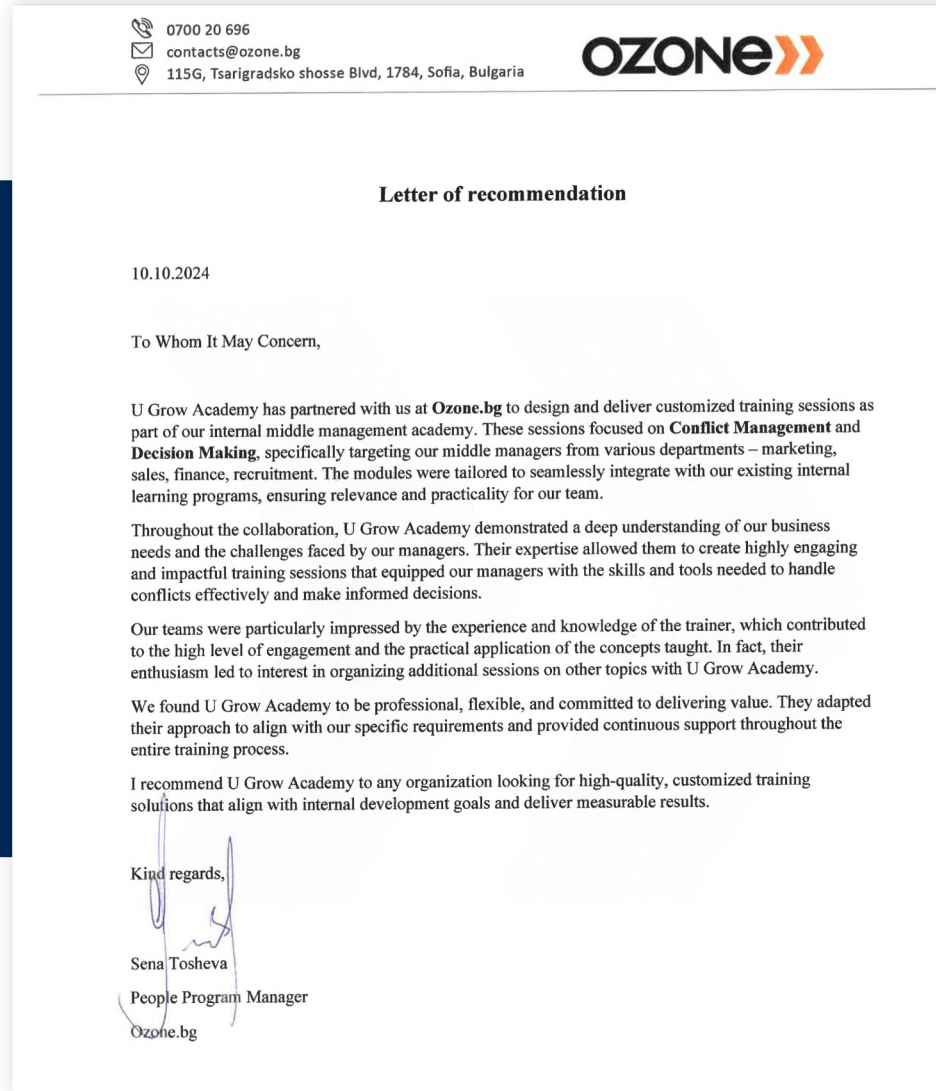 0700 20 696
contacts@ozone.bg
115G, Tsarigradsko shosse Blvd, 1784, Sofia, Bulgaria
OZONe
Letter of recommendation
10.10.2024
To Whom It May Concern,
U Grow Academy has partnered with us at Ozone.bg to design and deliver customized training sessions as
part of our internal middle management academy. These sessions focused on Conflict Management and
Decision Making, specifically targeting our middle managers from various departments – marketing,
sales, finance, recruitment. The modules were tailored to seamlessly integrate with our existing internal
learning programs, ensuring relevance and practicality for our team.
Throughout the collaboration, U Grow Academy demonstrated a deep understanding of our business
needs and the challenges faced by our managers. Their expertise allowed them to create highly engaging
and impactful training sessions that equipped our managers with the skills and tools needed to handle
conflicts effectively and make informed decisions.
Our teams were particularly impressed by the experience and knowledge of the trainer, which contributed
to the high level of engagement and the practical application of the concepts taught. In fact, their
enthusiasm led to interest in organizing additional sessions on other topics with U Grow Academy.
We found U Grow Academy to be professional, flexible, and committed to delivering value. They adapted
their approach to align with our specific requirements and provided continuous support throughout the
entire training process.
I recommend U Grow Academy to any organization looking for high-quality, customized training
solutions that align with internal development goals and deliver measurable results.
Kind regards,
Sena Tosheva
People Program Manager
Ozone.bg